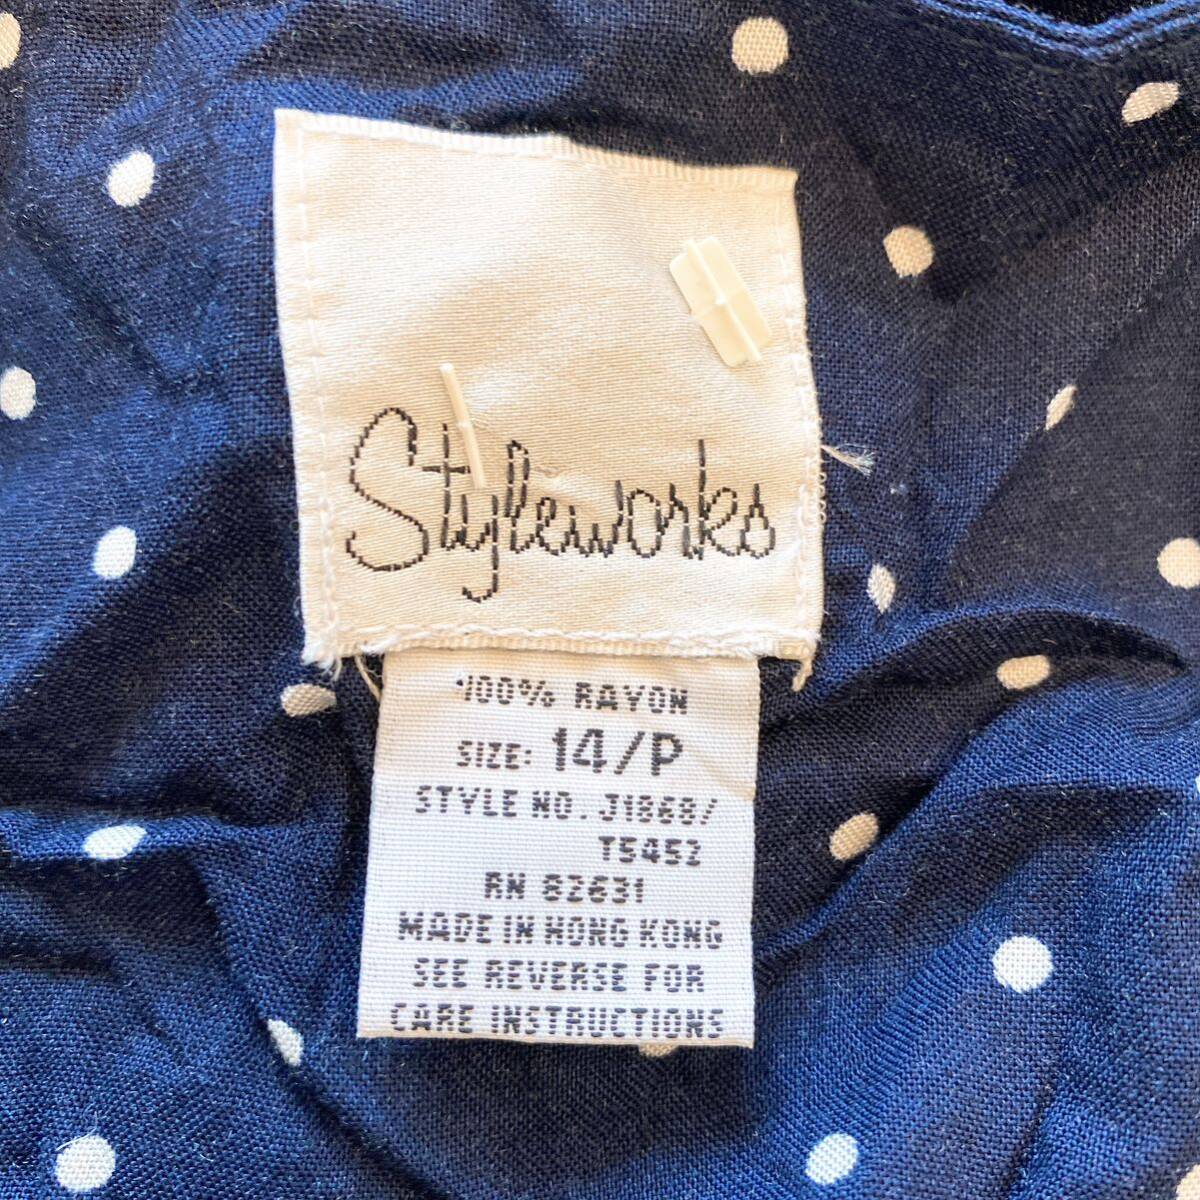 Styleworks
100% RAYON
SIZE: 14/P
STYLE NO. J1868/
T5452
RN 82631
MADE IN HONG KONG
SEE REVERSE FOR
CARE INSTRUCTIONS